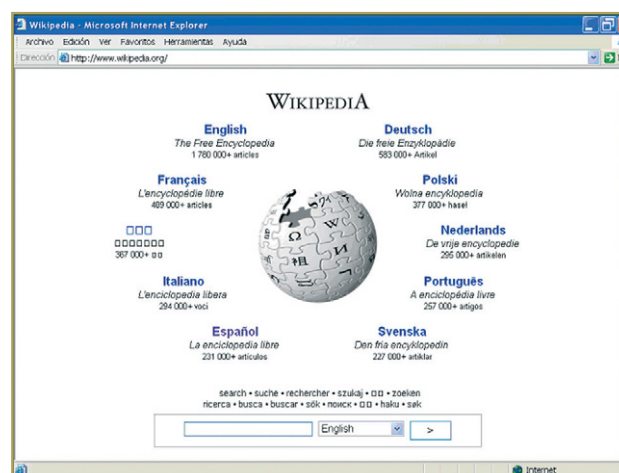 Wikipedia - Microsoft Internet Explorer
Archivo Edición Ver Favoritos Herramientas Ayuda
Dirección http://www.wikipedia.org/
WIKIPEDIA
English
The Free Encyclopedia
1 780 000+ articles
Deutsch
Die freie Enzyklopädie
583 000+ Artikel
Français
L'encyclopédie libre
489 000+ articles
Polski
Wolna encyklopedia
377 000+ haseł
□□□
□□□□□□□
367 000+ □□
Nederlands
De vrije encyclopedie
295 000+ artikelen
Italiano
L'enciclopedia libera
294 000+ voci
Português
A enciclopédia livre
257 000+ artigos
Español
La enciclopedia libre
231 000+ artículos
Svenska
Den fria encyklopedin
227 000+ artiklar
search • suche • rechercher • szukaj • □□ • zoeken
ricerca • busca • buscar • sök • поиск • □□ • haku • søk
English >
Internet